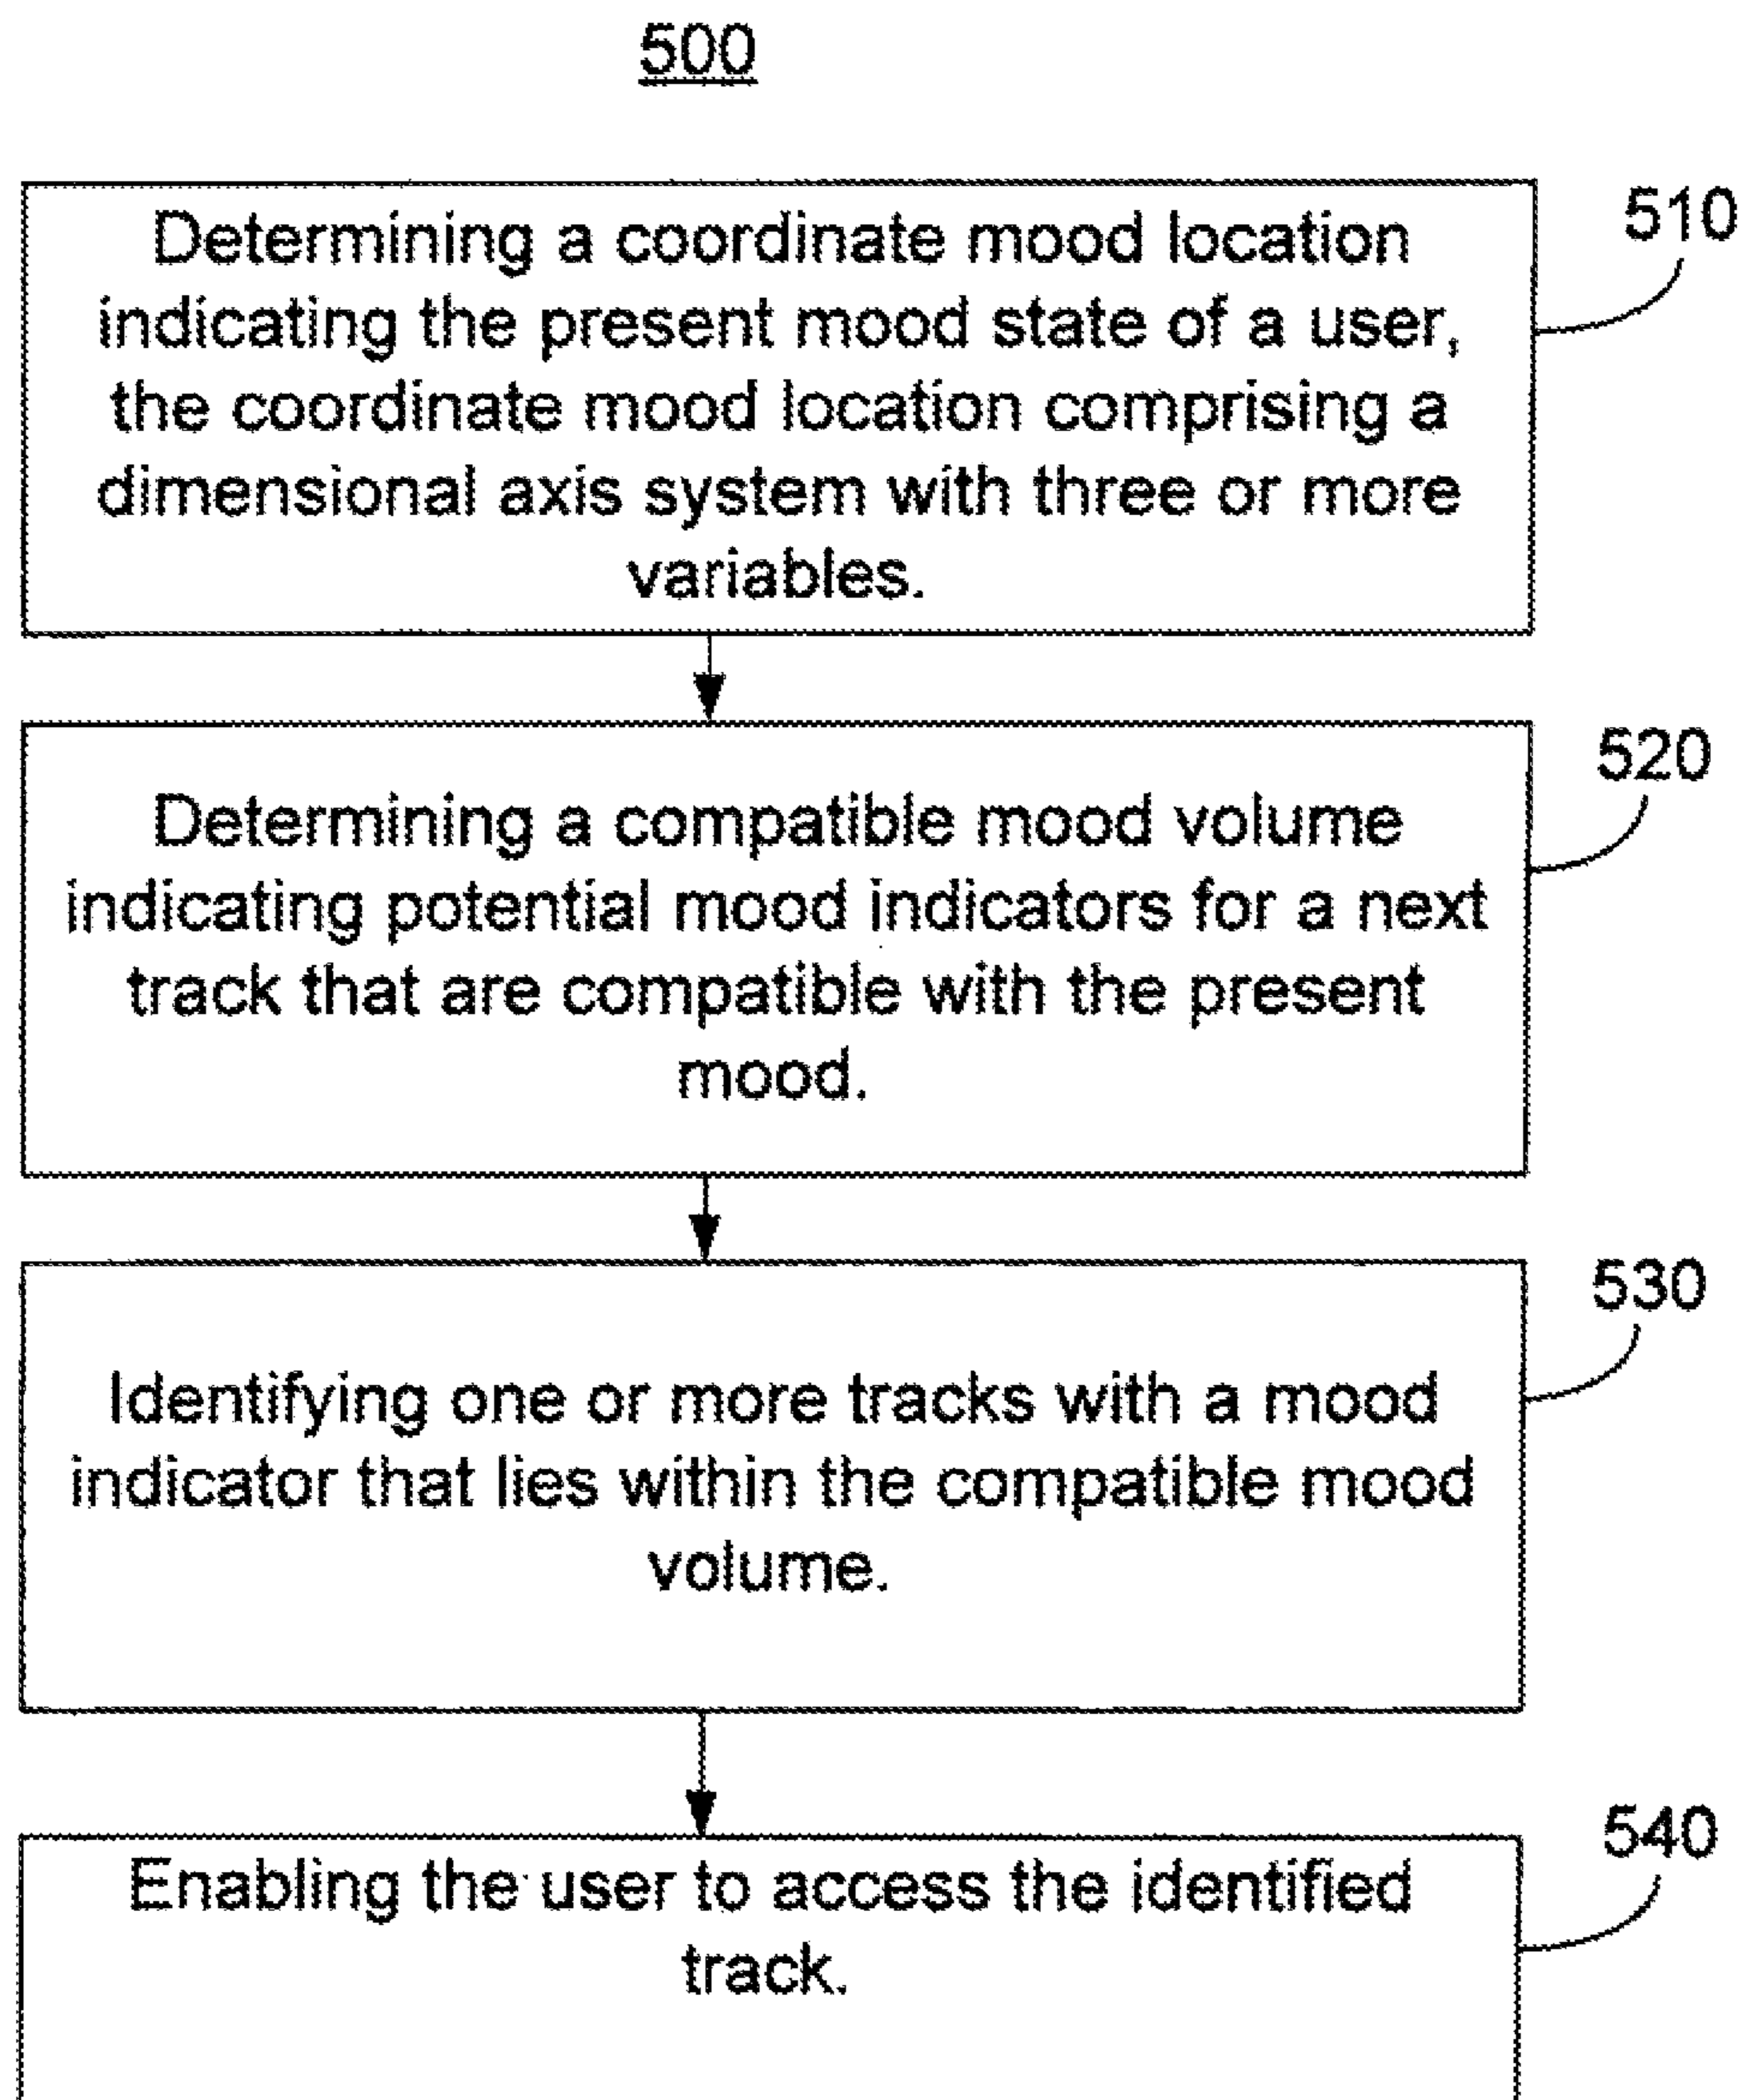 500
510
Determining a coordinate mood location
indicating the present mood state of a user,
the coordinate mood location comprising a
dimensional axis system with three or more
variables.
520
Determining a compatible mood volume
indicating potential mood indicators for a next
track that are compatible with the present
mood.
530
Identifying one or more tracks with a mood
indicator that lies within the compatible mood
volume.
540
Enabling the user to access the identified
track.